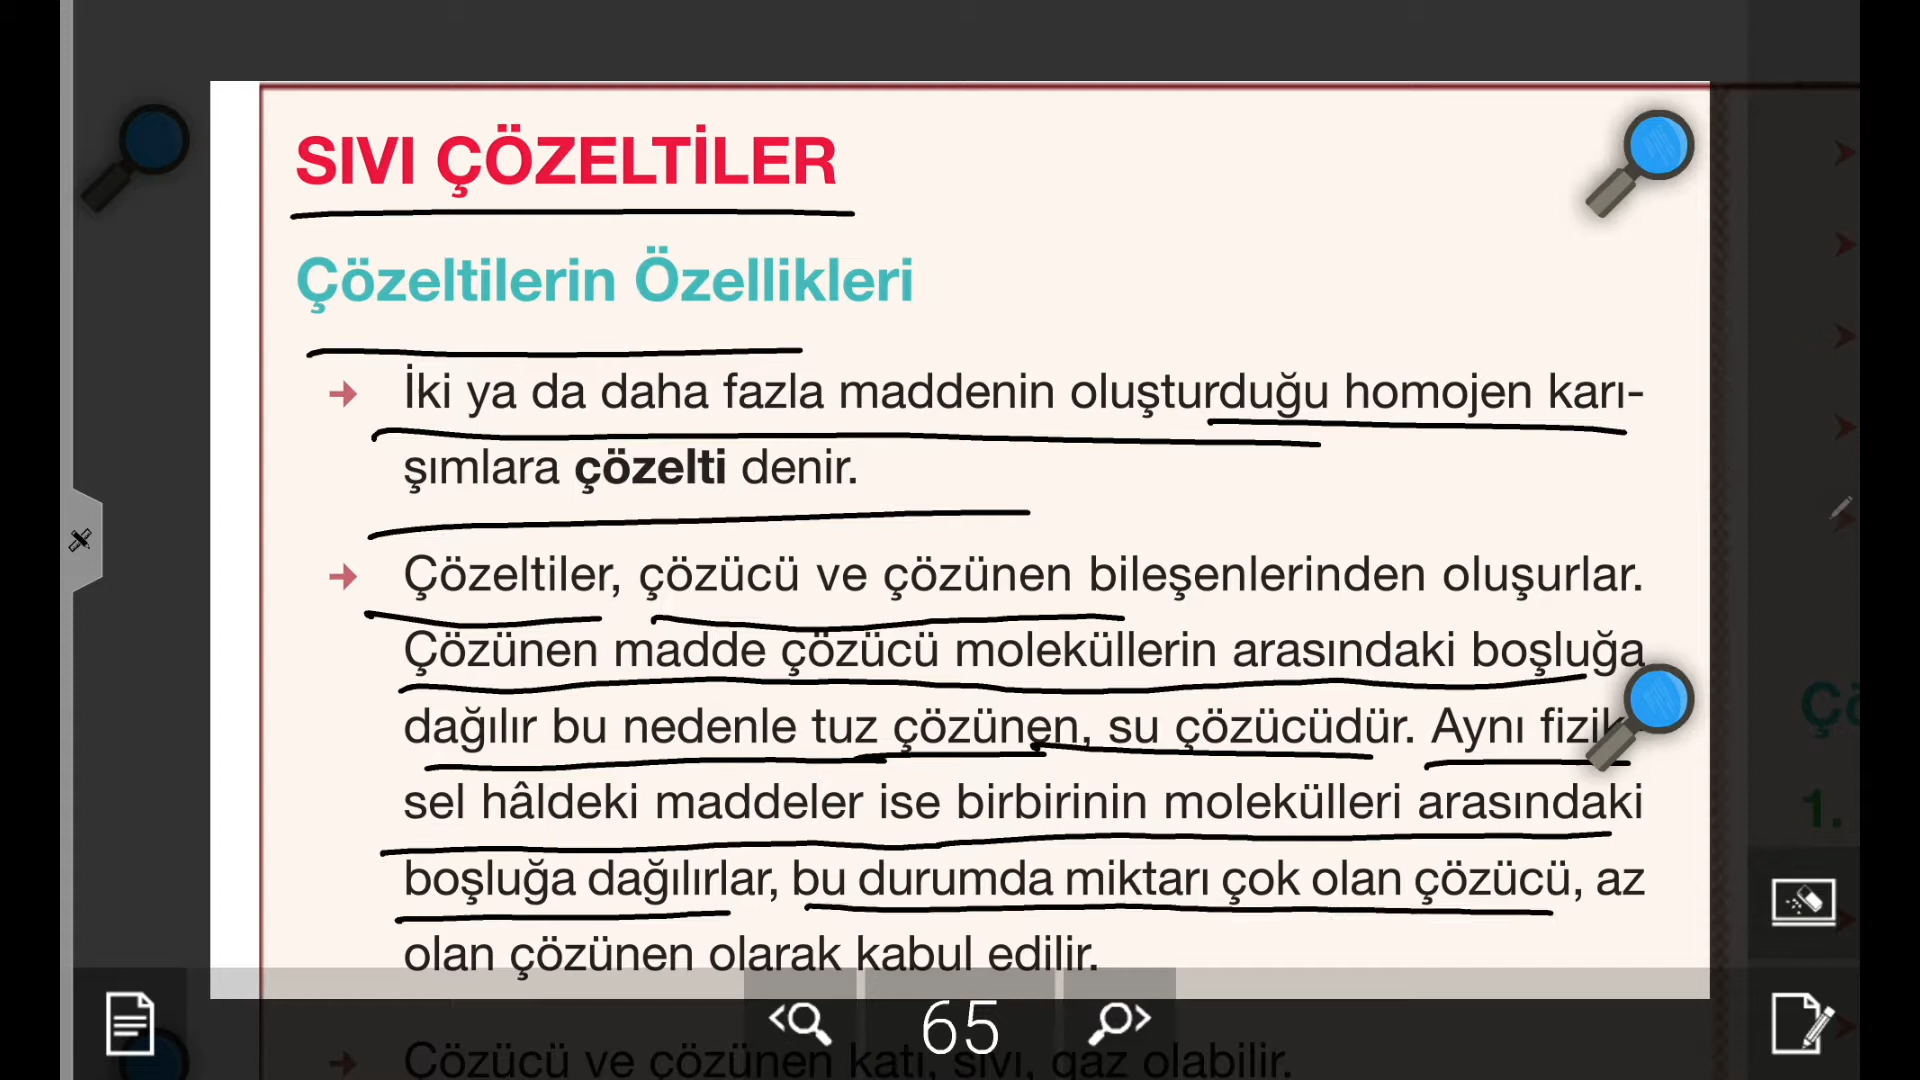 SIVI ÇÖZELTİLER
Çözeltilerin Özellikleri
İki ya da daha fazla maddenin oluşturduğu homojen karı-
şımlara çözelti denir.
Çözeltiler, çözücü ve çözünen bileşenlerinden oluşurlar.
Çözünen madde çözücü moleküllerin arasındaki boşluğa
dağılır bu nedenle tuz çözünen, su çözücüdür. Aynı fizik
sel hâldeki maddeler ise birbirinin molekülleri arasındaki
boşluğa dağılırlar, bu durumda miktarı çok olan çözücü, az
olan çözünen olarak kabul edilir.
65
Çözücü ve çözünen katı, sıvı, gaz olabilir.
1.